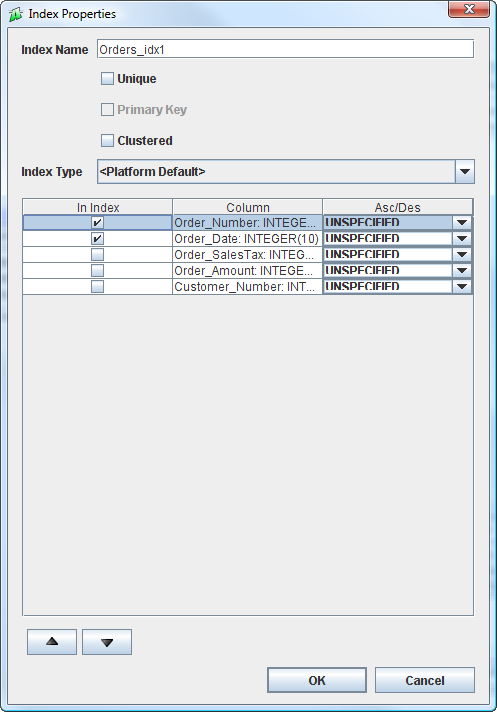 Index Properties
Index Name Orders_idx1
Unique
Primary Key
Clustered
Index Type <Platform Default>
In Index Column Asc/Des
Order_Number: INTEGE... UNSPECIFIED
Order_Date: INTEGER(10) UNSPECIFIED
Order_SalesTax: INTEG... UNSPECIFIED
Order_Amount: INTEGE... UNSPECIFIED
Customer_Number: INT... UNSPECIFIED
OK Cancel